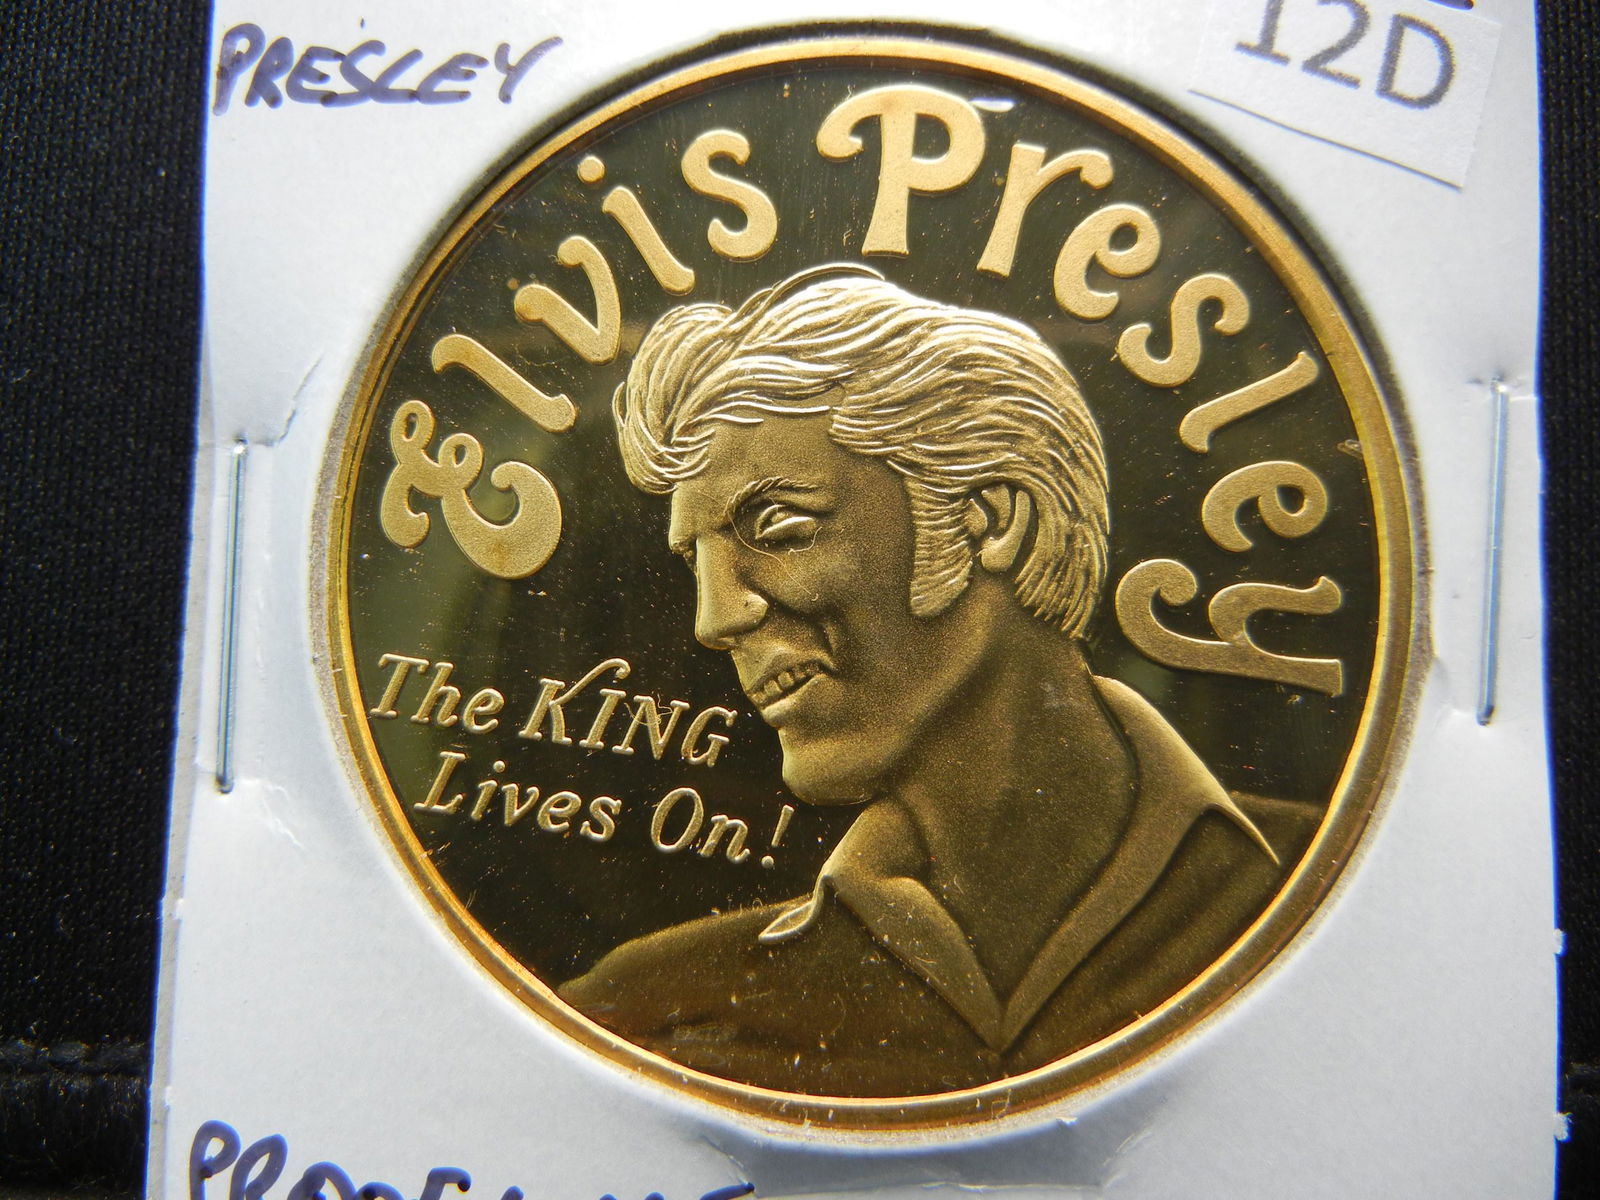 PRESLEY
12D
Elvis Presley
The KING
Lives On!